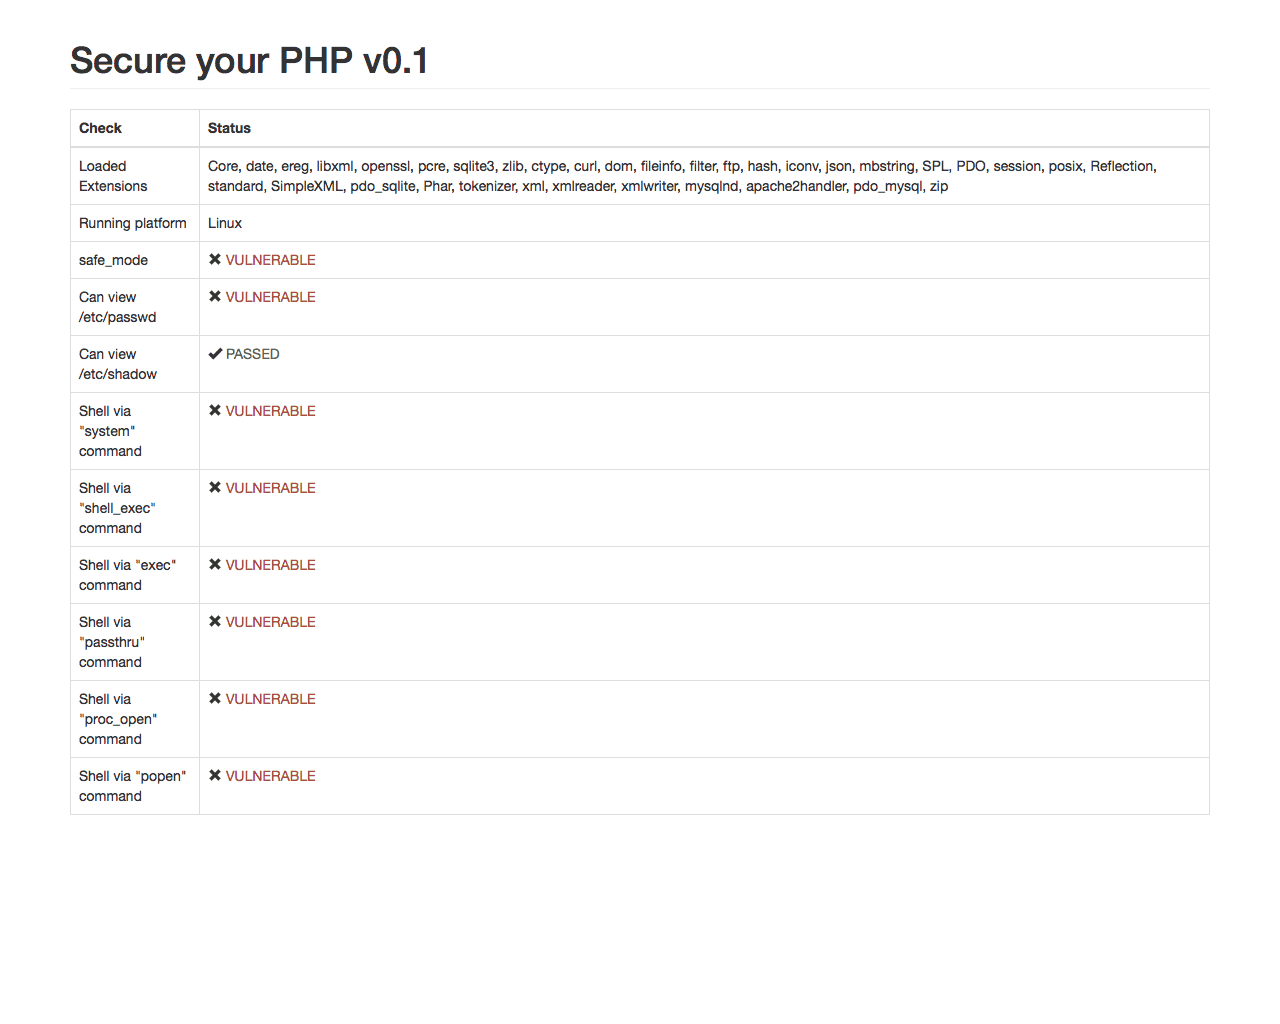 Secure your PHP v0.1
Check Status
Loaded Extensions Core, date, ereg, libxml, openssl, pcre, sqlite3, zlib, ctype, curl, dom, fileinfo, filter, ftp, hash, iconv, json, mbstring, SPL, PDO, session, posix, Reflection,
standard, SimpleXML, pdo_sqlite, Phar, tokenizer, xml, xmlreader, xmlwriter, mysqlnd, apache2handler, pdo_mysql, zip
Running platform Linux
safe_mode VULNERABLE
Can view
/etc/passwd
VULNERABLE
Can view
/etc/shadow
PASSED
Shell via
"system"
command
VULNERABLE
Shell via
"shell_exec"
command
VULNERABLE
Shell via "exec"
command
VULNERABLE
Shell via
"passthru"
command
VULNERABLE
Shell via
"proc_open"
command
VULNERABLE
Shell via "popen"
command
VULNERABLE